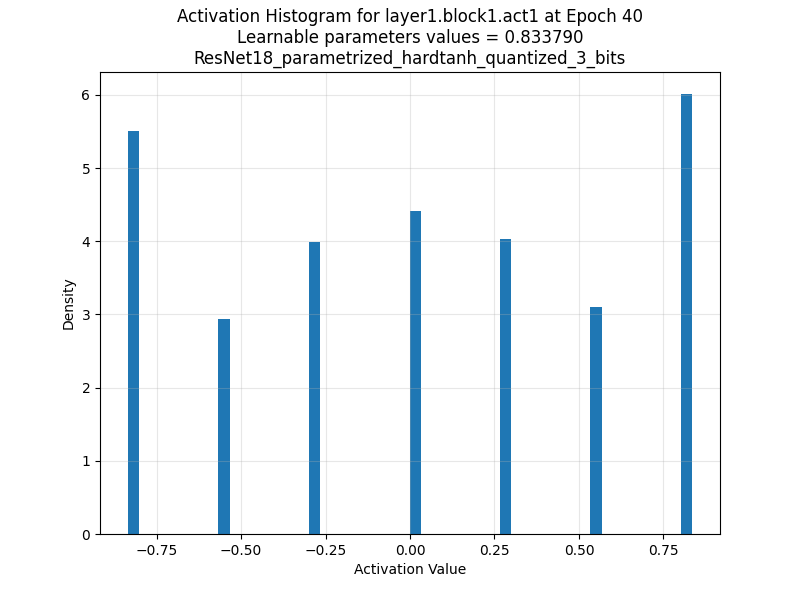 Activation Histogram for layer1.block1.act1 at Epoch 40
Learnable parameters values = 0.833790
ResNet18_parametrized_hardtanh_quantized_3_bits
6
5
4
3
2
1
0
Density
−0.75 −0.50 −0.25 0.00 0.25 0.50 0.75
Activation Value